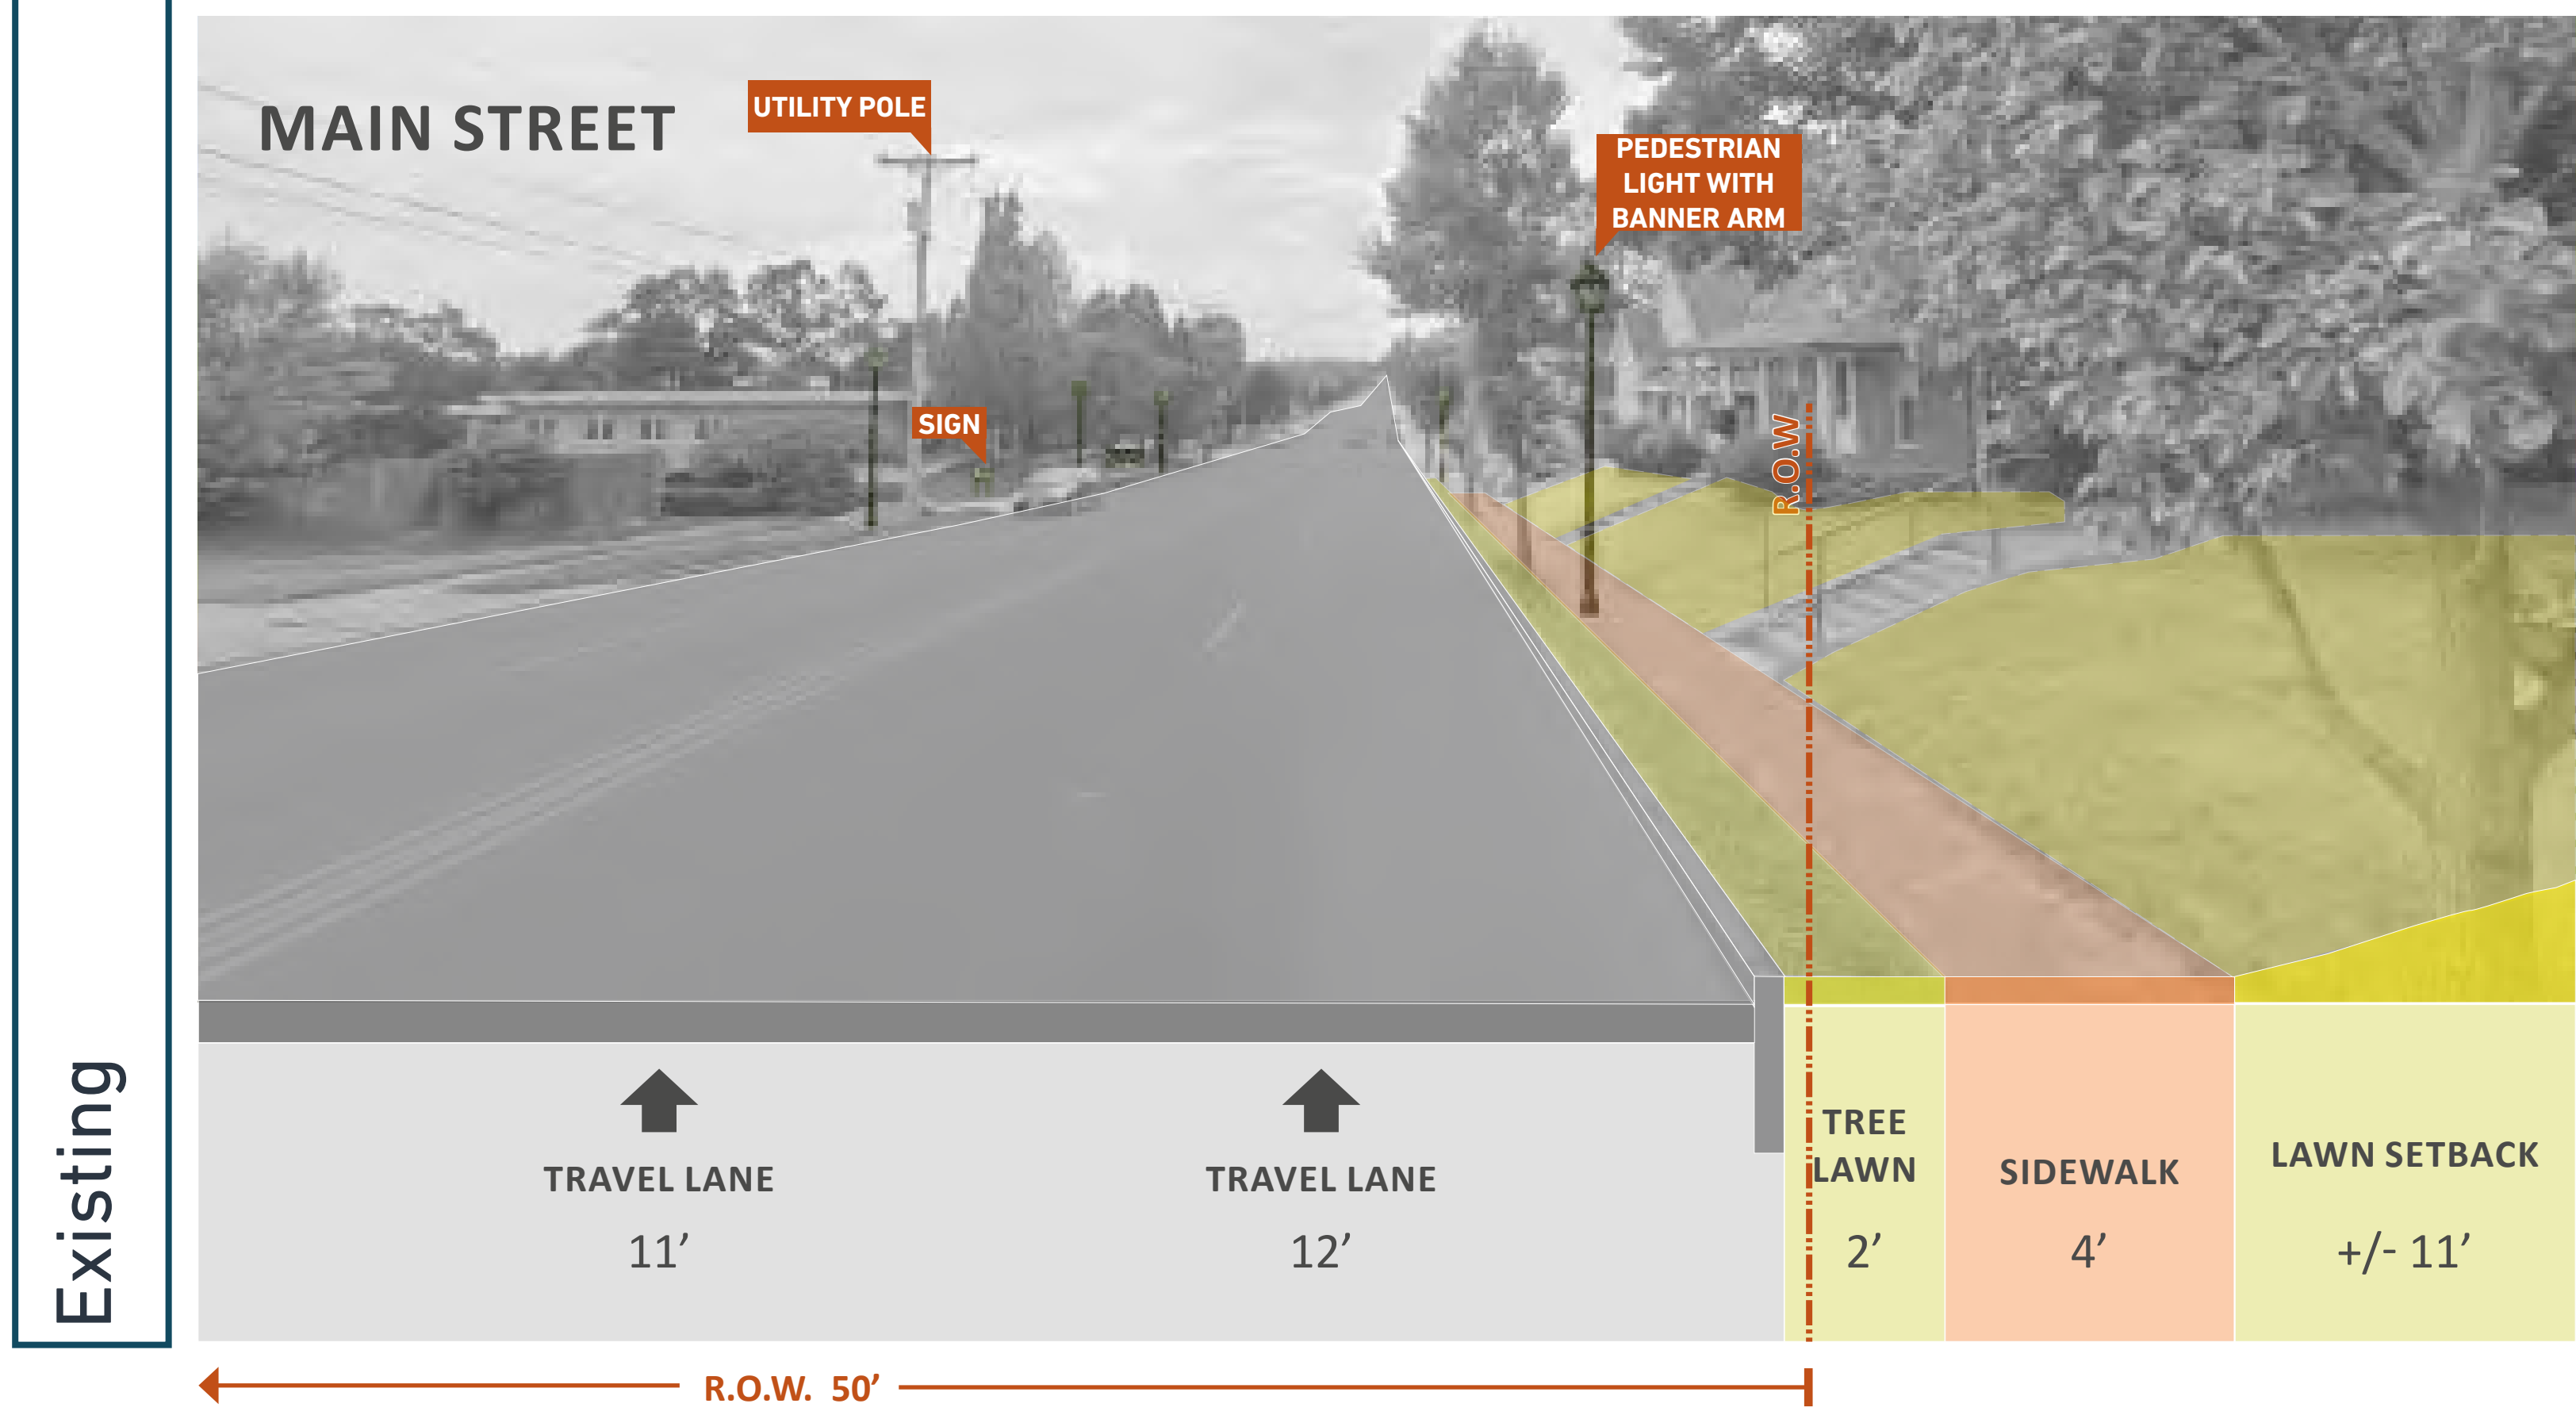 MAIN STREET
UTILITY POLE
PEDESTRIAN
LIGHT WITH
BANNER ARM
SIGN
R.O.W
Existing
TRAVEL LANE
11’
TRAVEL LANE
12’
TREE
LAWN
2’
SIDEWALK
4’
LAWN SETBACK
+/- 11’
R.O.W. 50’